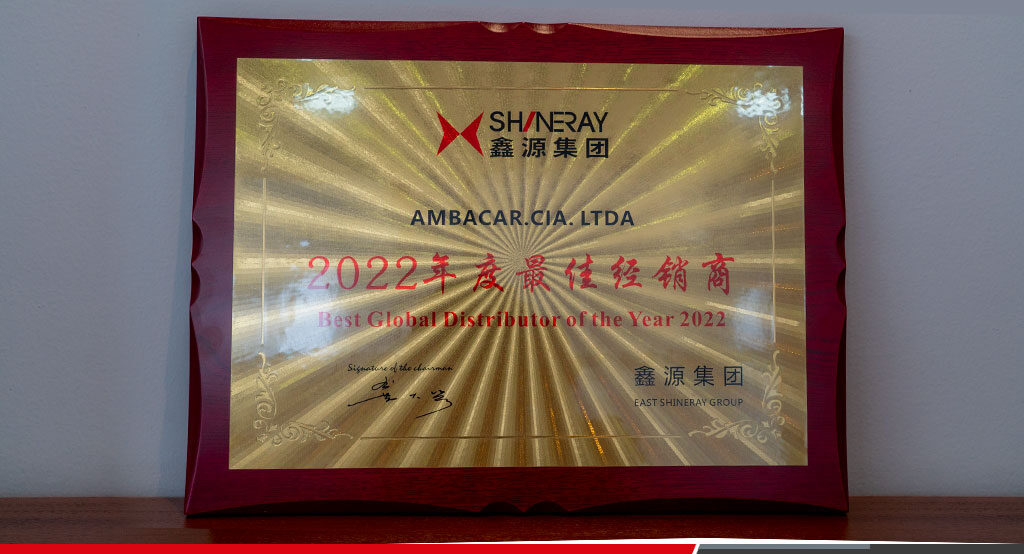 SHINERAY
鑫源集团
AMBACAR.CIA. LTDA
2022年度最佳经销商
Best Global Distributor of the Year 2022
Signature of the chairman
鑫源集团
EAST SHINERAY GROUP